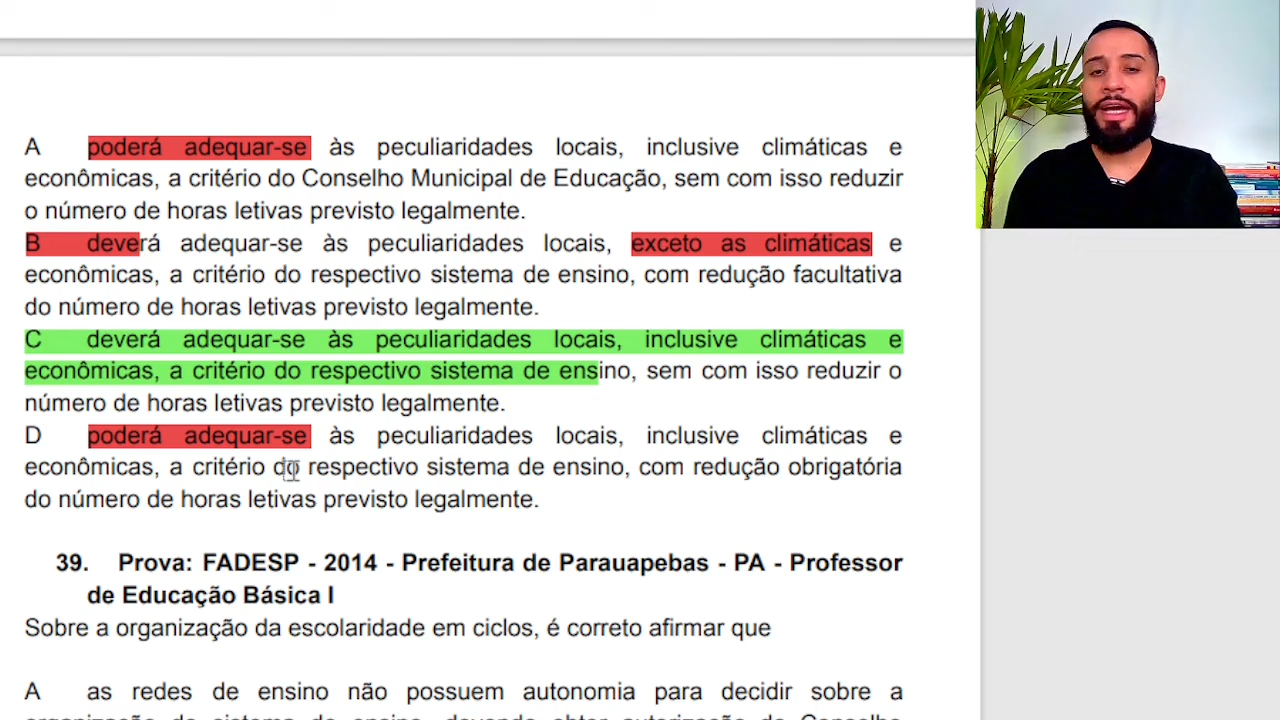 A poderá adequar-se às peculiaridades locais, inclusive climáticas e
econômicas, a critério do Conselho Municipal de Educação, sem com isso reduzir
o número de horas letivas previsto legalmente.
B deverá adequar-se às peculiaridades locais, exceto as climáticas e
econômicas, a critério do respectivo sistema de ensino, com redução facultativa
do número de horas letivas previsto legalmente.
C deverá adequar-se às peculiaridades locais, inclusive climáticas e
econômicas, a critério do respectivo sistema de ensino, sem com isso reduzir o
número de horas letivas previsto legalmente.
D poderá adequar-se às peculiaridades locais, inclusive climáticas e
econômicas, a critério do respectivo sistema de ensino, com redução obrigatória
do número de horas letivas previsto legalmente.
39. Prova: FADESP - 2014 - Prefeitura de Parauapebas - PA - Professor
de Educação Básica I
Sobre a organização da escolaridade em ciclos, é correto afirmar que
A as redes de ensino não possuem autonomia para decidir sobre a